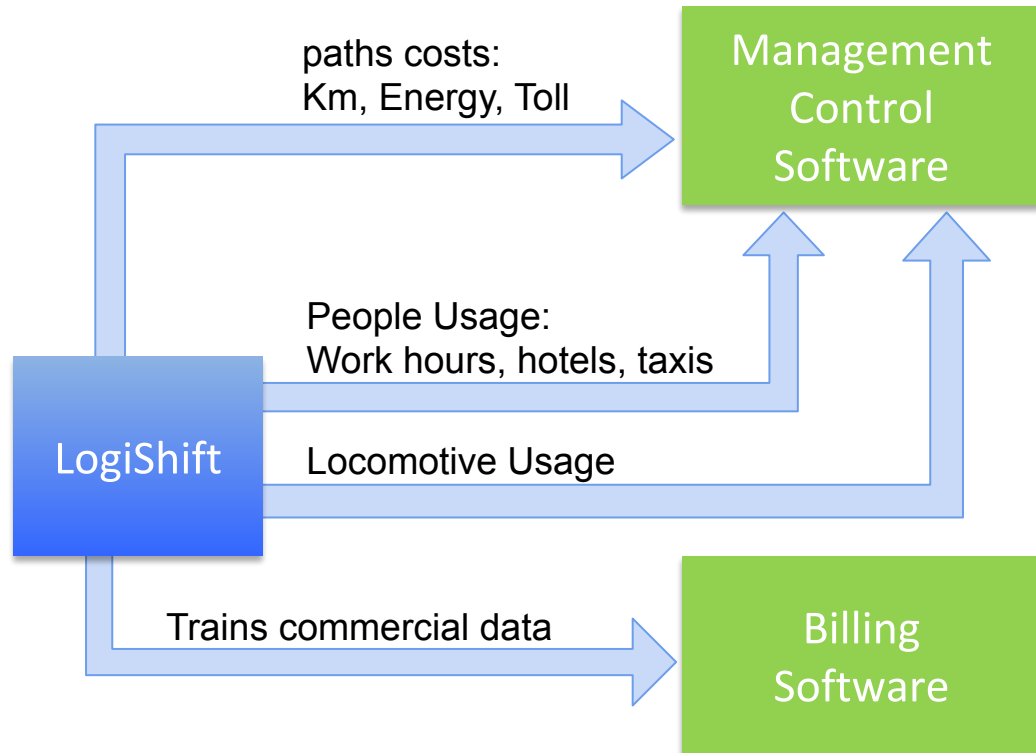 paths costs:
Km, Energy, Toll
Management
Control
Software
People Usage:
Work hours, hotels, taxis
LogiShift
Locomotive Usage
Trains commercial data
Billing
Software